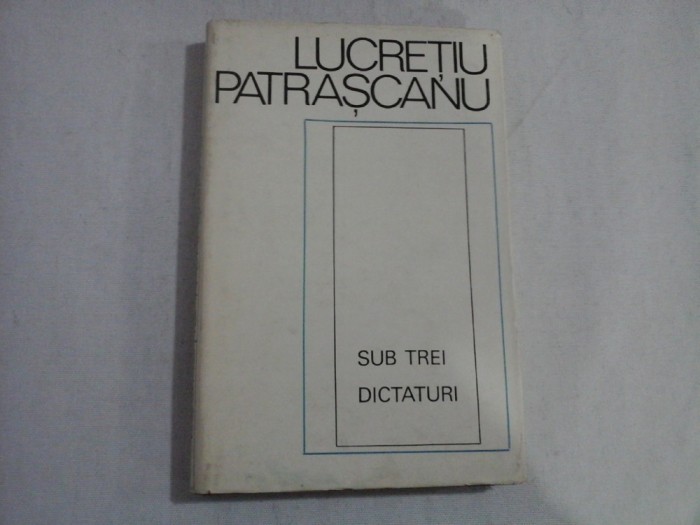 LUCREȚIU
PATRAȘCANU
SUB TREI
DICTATURI